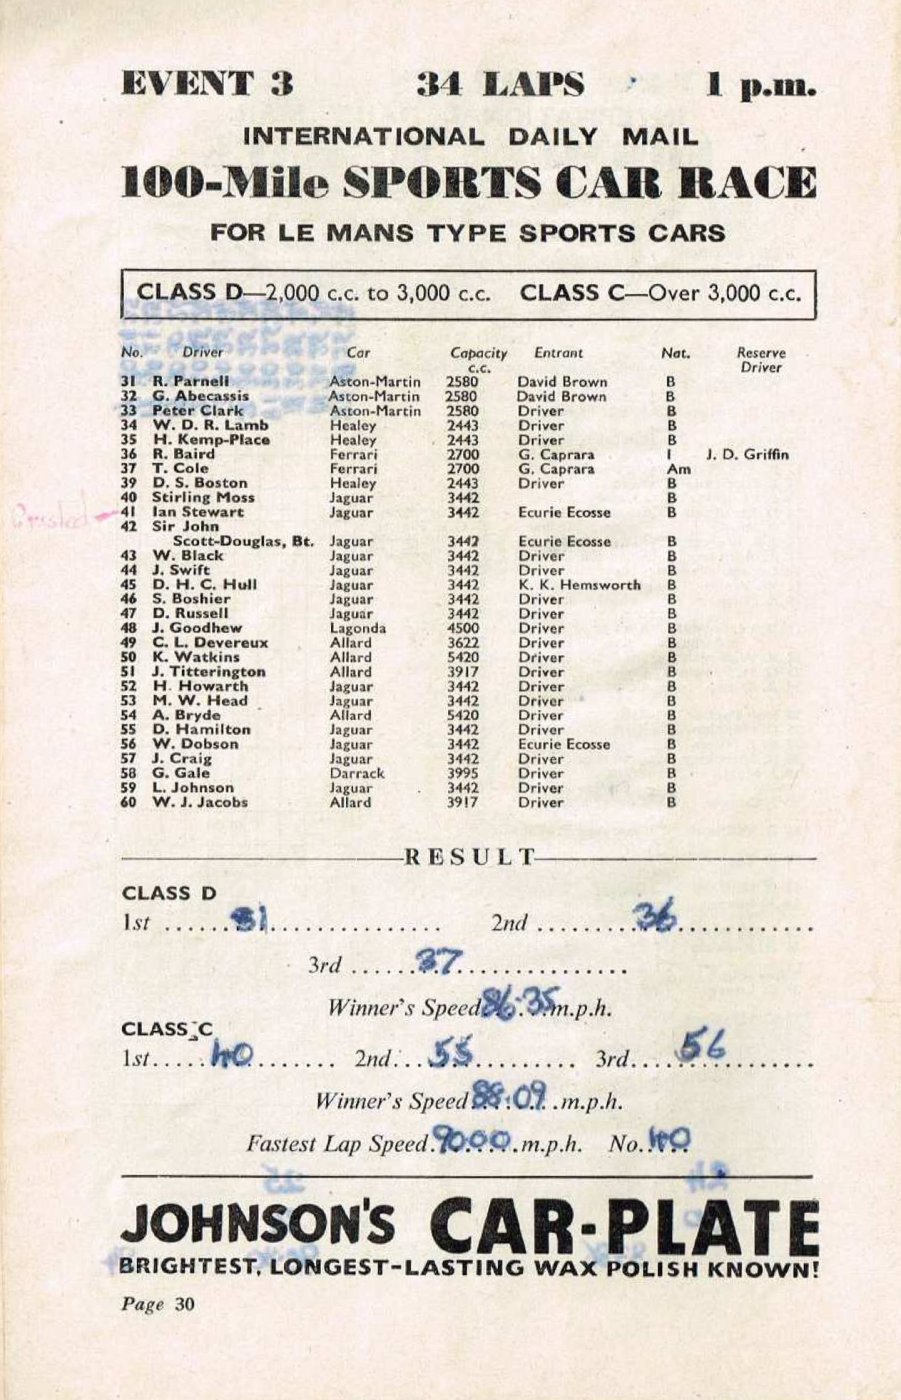 EVENT 3 34 LAPS 1 p.m.
INTERNATIONAL DAILY MAIL
100-Mile SPORTS CAR RACE
FOR LE MANS TYPE SPORTS CARS
CLASS D—2,000 c.c. to 3,000 c.c. CLASS C—Over 3,000 c.c.
No. Driver Car Capacity Entrant Nat. Reserve
c.c. Driver
31 R. Parnell Aston-Martin 2580 David Brown B
32 G. Abecassis Aston-Martin 2580 David Brown B
33 Peter Clark Aston-Martin 2580 Driver B
34 W. D. R. Lamb Healey 2443 Driver B
35 H. Kemp-Place Healey 2443 Driver B
36 R. Baird Ferrari 2700 G. Caprara I J. D. Griffin
37 T. Cole Ferrari 2700 G. Caprara Am
39 D. S. Boston Healey 2443 Driver B
40 Stirling Moss Jaguar 3442 B
41 Ian Stewart Jaguar 3442 Ecurie Ecosse B
42 Sir John
Scott-Douglas, Bt. Jaguar 3442 Ecurie Ecosse B
43 W. Black Jaguar 3442 Driver B
44 J. Swift Jaguar 3442 Driver B
45 D. H. C. Hull Jaguar 3442 K. K. Hemsworth B
46 S. Boshier Jaguar 3442 Driver B
47 D. Russell Jaguar 3442 Driver B
48 J. Goodhew Lagonda 4500 Driver B
49 C. L. Devereux Allard 3622 Driver B
50 K. Watkins Allard 5420 Driver B
51 J. Titterington Allard 3917 Driver B
52 H. Howarth Jaguar 3442 Driver B
53 M. W. Head Jaguar 3442 Driver B
54 A. Bryde Allard 5420 Driver B
55 D. Hamilton Jaguar 3442 Driver B
56 W. Dobson Jaguar 3442 Ecurie Ecosse B
57 J. Craig Jaguar 3442 Driver B
58 G. Gale Darrack 3995 Driver B
59 L. Johnson Jaguar 3442 Driver B
60 W. J. Jacobs Allard 3917 Driver B
RESULT
CLASS D
1st ......31................ 2nd .........36............
3rd ......37...............
Winner's Speed 86.35 m.p.h.
CLASS C
1st.....40........ 2nd...55......... 3rd....56........
Winner's Speed 88.09 .m.p.h.
Fastest Lap Speed.90.00.m.p.h. No. 40
JOHNSON'S CAR-PLATE
BRIGHTEST, LONGEST-LASTING WAX POLISH KNOWN!
Page 30